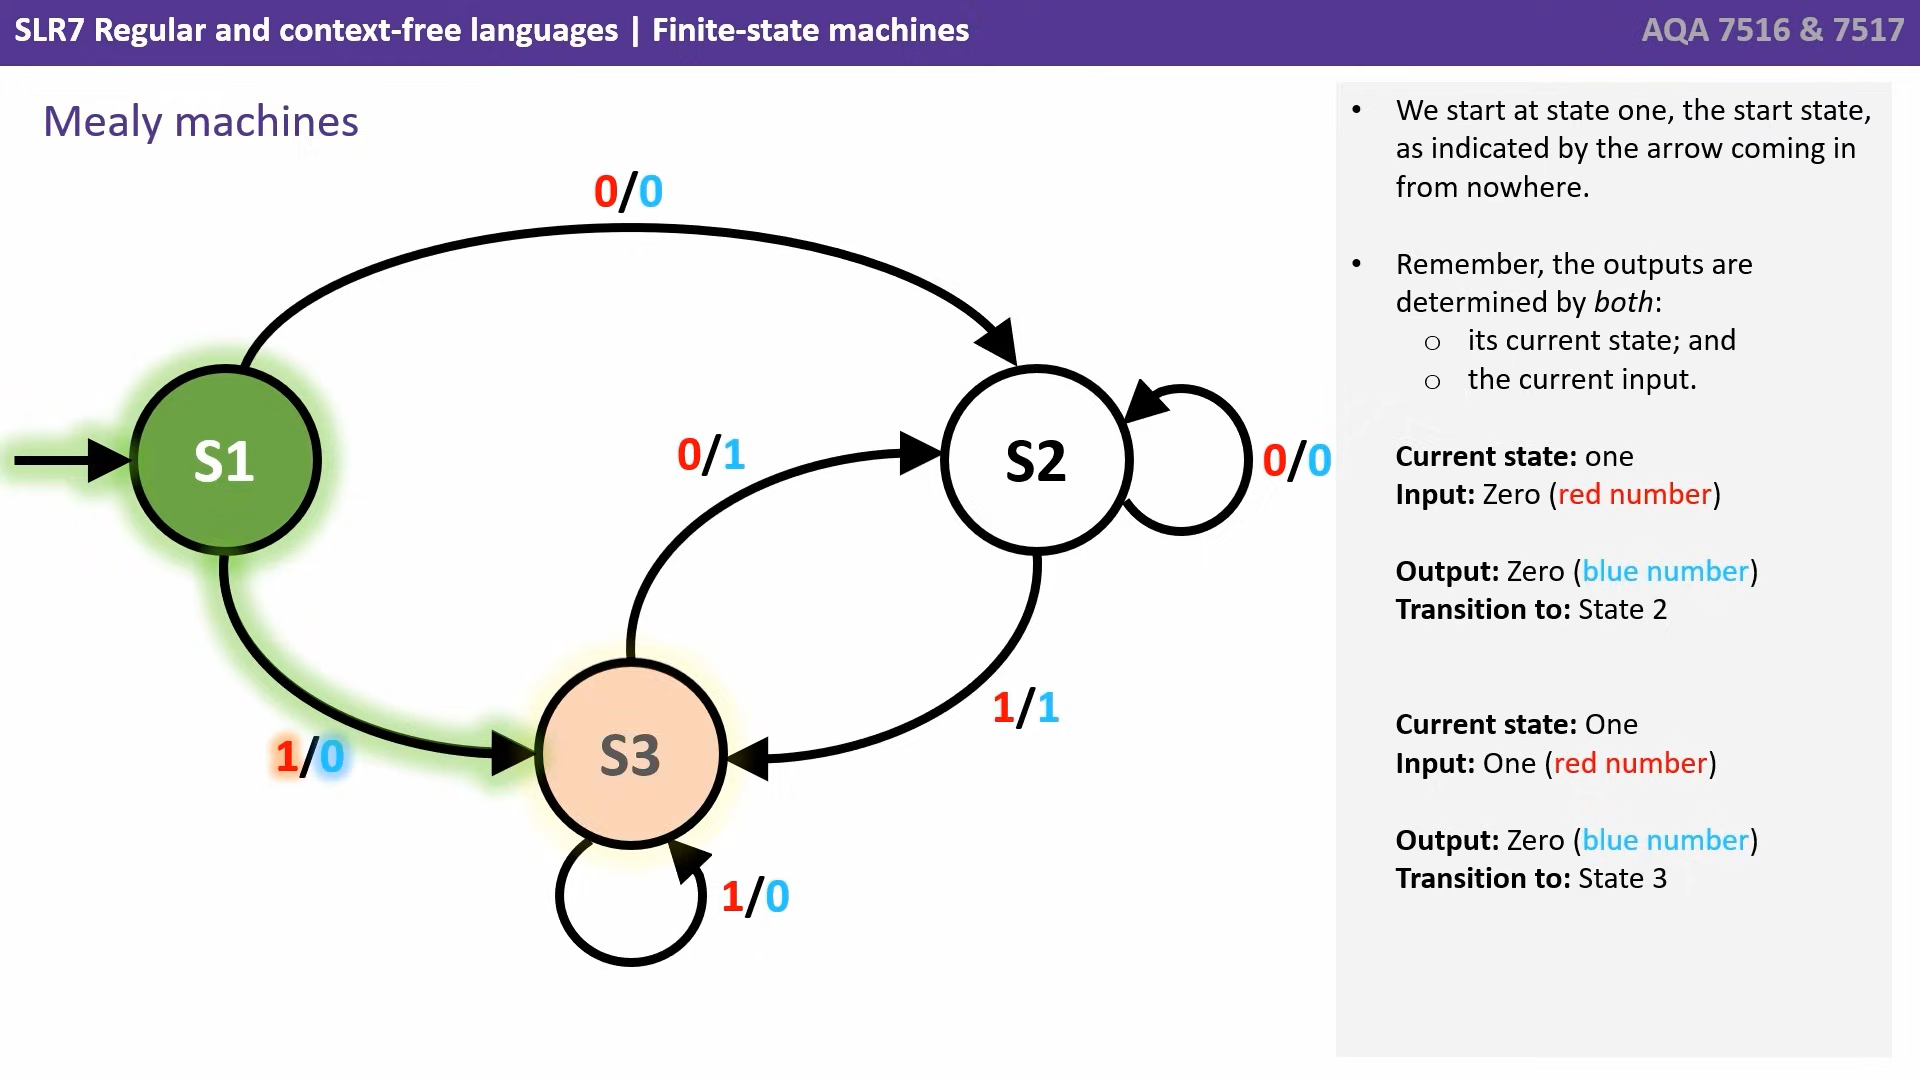 SLR7 Regular and context-free languages | Finite-state machines
AQA 7516 & 7517
Mealy machines
0/0
S1
0/1
S2
0/0
1/0
S3
1/1
1/0
• We start at state one, the start state,
as indicated by the arrow coming in
from nowhere.
• Remember, the outputs are
determined by both:
o its current state; and
o the current input.
Current state: one
Input: Zero (red number)
Output: Zero (blue number)
Transition to: State 2
Current state: One
Input: One (red number)
Output: Zero (blue number)
Transition to: State 3